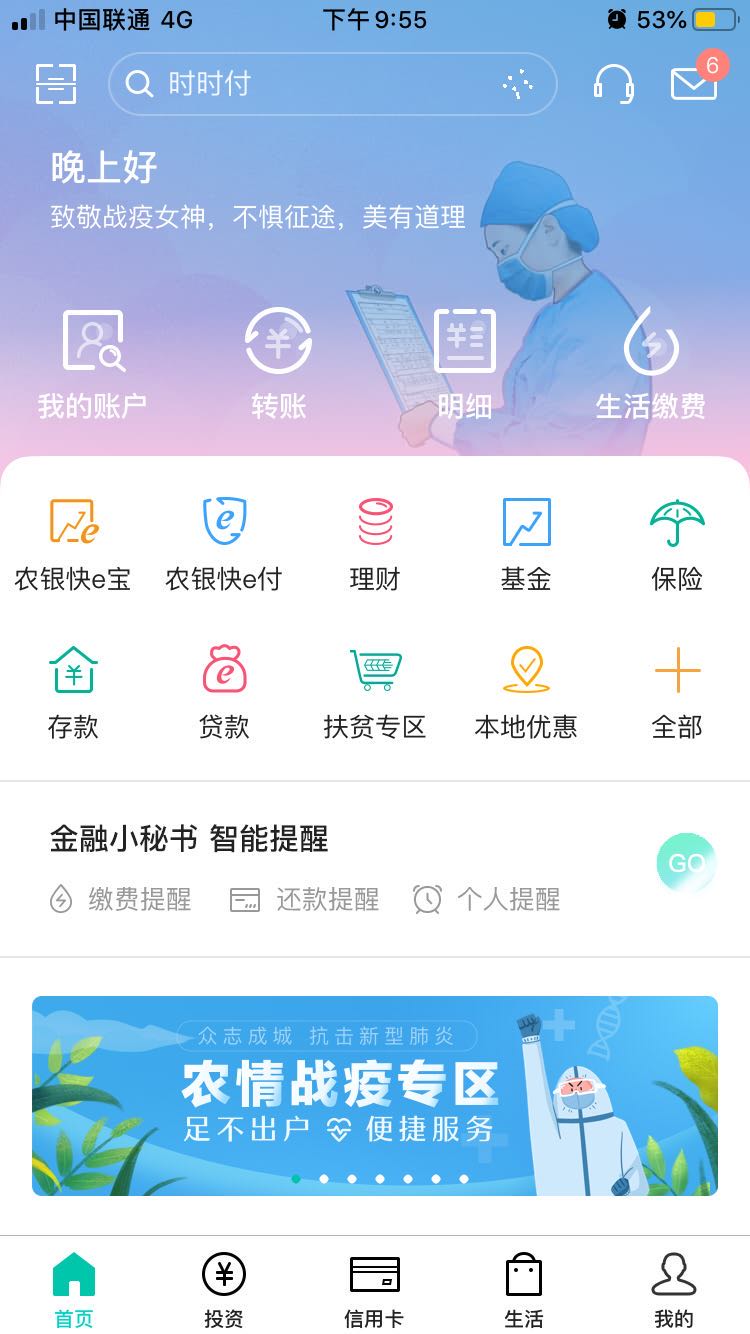 中国联通 4G 下午9:55 53%
时时付 6
晚上好
致敬战疫女神，不惧征途，美有道理
我的账户 转账 明细 生活缴费
农银快e宝 农银快e付 理财 基金 保险
存款 贷款 扶贫专区 本地优惠 全部
金融小秘书 智能提醒
GO
缴费提醒 还款提醒 个人提醒
众志成城 抗击新型肺炎
农情战疫专区
足不出户 便捷服务
首页 投资 信用卡 生活 我的